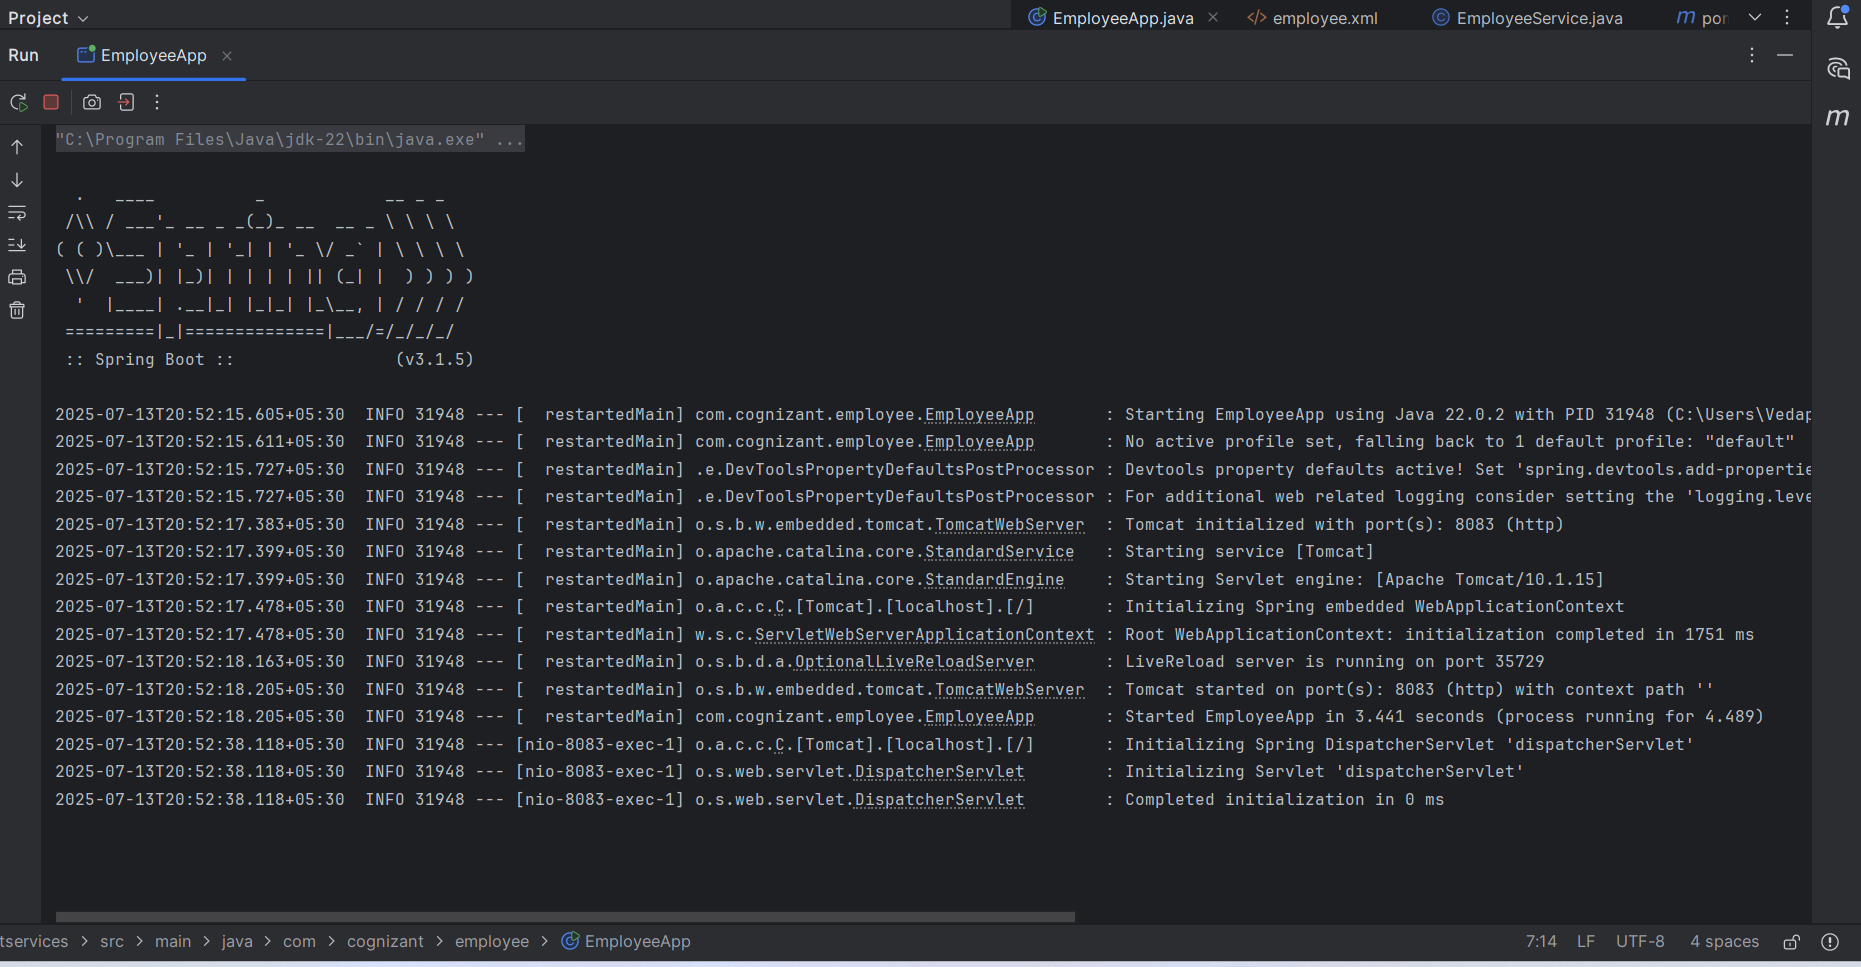 Project
EmployeeApp.java
employee.xml
EmployeeService.java
m por
Run
EmployeeApp
"C:\Program Files\Java\jdk-22\bin\java.exe" ...
  .   ____          _            __ _ _
 /\\ / ___'_ __ _ _(_)_ __  __ _ \ \ \ \
( ( )\___ | '_ | '_| | '_ \/ _` | \ \ \ \
 \\/  ___)| |_)| | | | | || (_| |  ) ) ) )
  '  |____| .__|_| |_|_| |_\__, | / / / /
 =========|_|==============|___/=/_/_/_/
 :: Spring Boot ::                (v3.1.5)
2025-07-13T20:52:15.605+05:30  INFO 31948 --- [  restartedMain] com.cognizant.employee.EmployeeApp       : Starting EmployeeApp using Java 22.0.2 with PID 31948 (C:\Users\Vedap
2025-07-13T20:52:15.611+05:30  INFO 31948 --- [  restartedMain] com.cognizant.employee.EmployeeApp       : No active profile set, falling back to 1 default profile: "default"
2025-07-13T20:52:15.727+05:30  INFO 31948 --- [  restartedMain] .e.DevToolsPropertyDefaultsPostProcessor : Devtools property defaults active! Set 'spring.devtools.add-propertie
2025-07-13T20:52:15.727+05:30  INFO 31948 --- [  restartedMain] .e.DevToolsPropertyDefaultsPostProcessor : For additional web related logging consider setting the 'logging.leve
2025-07-13T20:52:17.383+05:30  INFO 31948 --- [  restartedMain] o.s.b.w.embedded.tomcat.TomcatWebServer  : Tomcat initialized with port(s): 8083 (http)
2025-07-13T20:52:17.399+05:30  INFO 31948 --- [  restartedMain] o.apache.catalina.core.StandardService   : Starting service [Tomcat]
2025-07-13T20:52:17.399+05:30  INFO 31948 --- [  restartedMain] o.apache.catalina.core.StandardEngine    : Starting Servlet engine: [Apache Tomcat/10.1.15]
2025-07-13T20:52:17.478+05:30  INFO 31948 --- [  restartedMain] o.a.c.c.C.[Tomcat].[localhost].[/]       : Initializing Spring embedded WebApplicationContext
2025-07-13T20:52:17.478+05:30  INFO 31948 --- [  restartedMain] w.s.c.ServletWebServerApplicationContext : Root WebApplicationContext: initialization completed in 1751 ms
2025-07-13T20:52:18.163+05:30  INFO 31948 --- [  restartedMain] o.s.b.d.a.OptionalLiveReloadServer       : LiveReload server is running on port 35729
2025-07-13T20:52:18.205+05:30  INFO 31948 --- [  restartedMain] o.s.b.w.embedded.tomcat.TomcatWebServer  : Tomcat started on port(s): 8083 (http) with context path ''
2025-07-13T20:52:18.205+05:30  INFO 31948 --- [  restartedMain] com.cognizant.employee.EmployeeApp       : Started EmployeeApp in 3.441 seconds (process running for 4.489)
2025-07-13T20:52:38.118+05:30  INFO 31948 --- [nio-8083-exec-1] o.a.c.c.C.[Tomcat].[localhost].[/]       : Initializing Spring DispatcherServlet 'dispatcherServlet'
2025-07-13T20:52:38.118+05:30  INFO 31948 --- [nio-8083-exec-1] o.s.web.servlet.DispatcherServlet        : Initializing Servlet 'dispatcherServlet'
2025-07-13T20:52:38.118+05:30  INFO 31948 --- [nio-8083-exec-1] o.s.web.servlet.DispatcherServlet        : Completed initialization in 0 ms
tservices > src > main > java > com > cognizant > employee > EmployeeApp
7:14 LF UTF-8 4 spaces